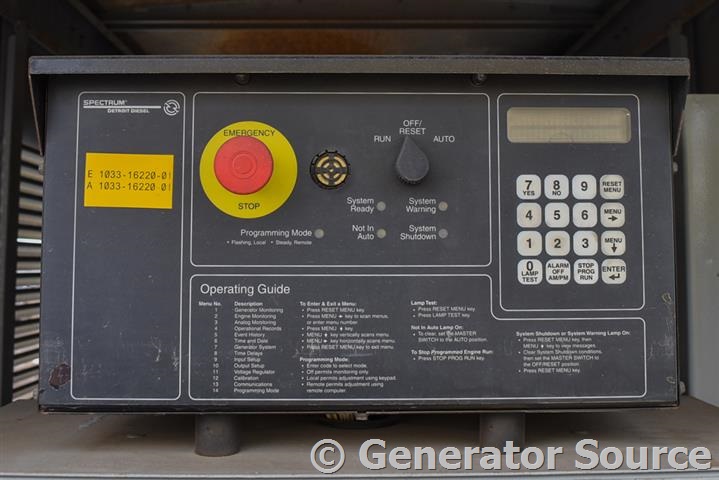 SPECTRUM®
DETROIT DIESEL
E 1033-16220-01
A 1033-16220-01
EMERGENCY
STOP
OFF/
RESET
RUN
AUTO
System
Ready
System
Warning
Programming Mode
• Flashing, Local • Steady, Remote
Not In
Auto
System
Shutdown
7
YES
8
NO
9
RESET
MENU
4
5
6
MENU
→
1
2
3
MENU
↓
0
LAMP
TEST
ALARM
OFF
AM/PM
STOP
PROG
RUN
ENTER
↵
Operating Guide
Menu No. Description
1 Generator Monitoring
2 Engine Monitoring
3 Analog Monitoring
4 Operational Records
5 Event History
6 Time and Date
7 Generator System
8 Time Delays
9 Input Setup
10 Output Setup
11 Voltage Regulator
12 Calibration
13 Communications
14 Programming Mode
To Enter & Exit a Menu:
• Press RESET MENU key.
• Press MENU ↓ key to scan menus,
or enter menu number.
• Press MENU ↓ key.
• MENU ↓ key vertically scans menu.
• MENU → key horizontally scans menu.
• Press RESET MENU key to exit menu.
Programming Mode:
• Enter code to select mode.
• Off permits monitoring only.
• Local permits adjustment using keypad.
• Remote permits adjustment using
remote computer.
Lamp Test:
• Press RESET MENU key.
• Press LAMP TEST key.
Not in Auto Lamp On:
• To clear, set the MASTER
SWITCH to the AUTO position.
To Stop Programmed Engine Run:
• Press STOP PROG RUN key.
System Shutdown or System Warning Lamp On:
• Press RESET MENU key, then
MENU ↓ key to view messages.
• Clear System Shutdown conditions,
then set the MASTER SWITCH to
the OFF/RESET position.
• Press RESET MENU key.
© Generator Source